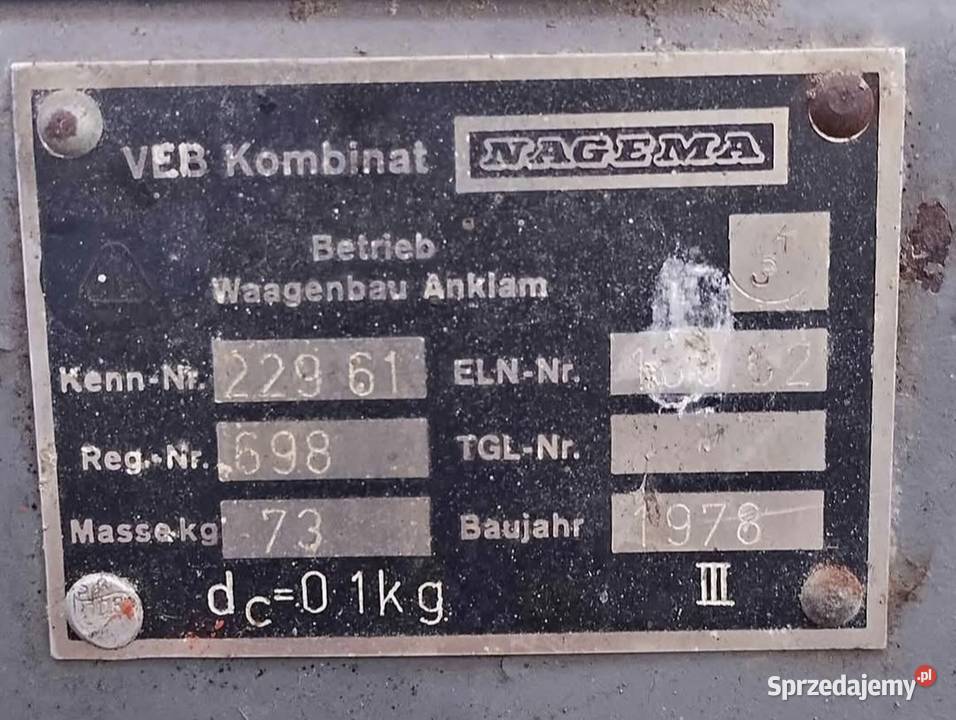 VEB Kombinat NAGEMA
Betrieb
Waagenbau Anklam
Kenn-Nr. 229 61 ELN-Nr.
Reg.-Nr. 698 TGL-Nr.
Masse kg 73 Baujahr 1978
dc=0 1kg III
Sprzedajemy.pl